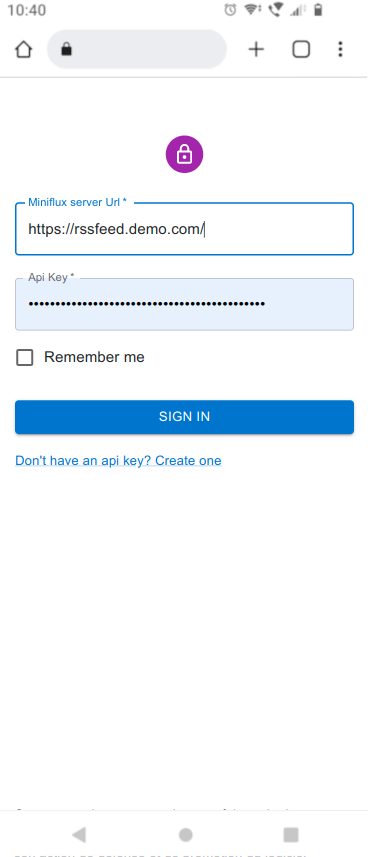 10:40
Miniflux server Url *
https://rssfeed.demo.com/
Api Key *
Remember me
SIGN IN
Don't have an api key? Create one